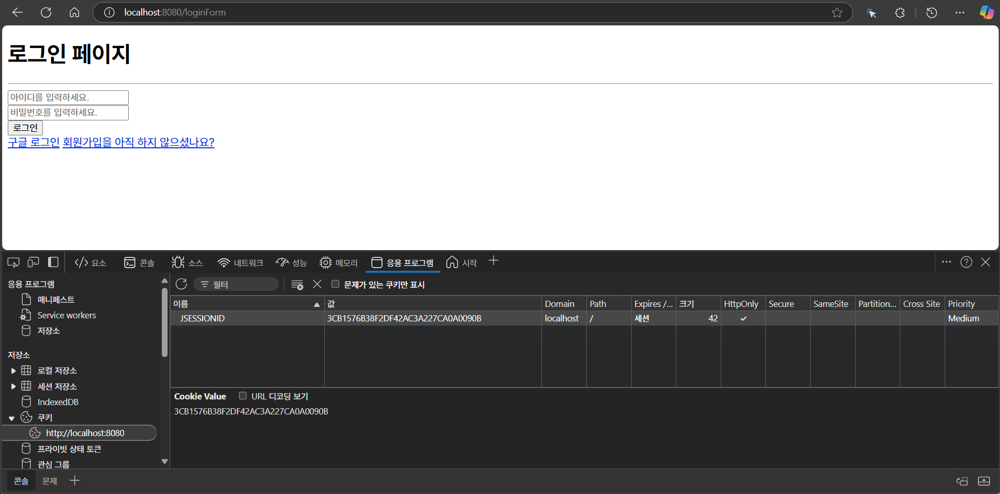 localhost:8080/loginForm
로그인 페이지
아이디를 입력하세요.
비밀번호를 입력하세요.
로그인
구글 로그인 회원가입을 아직 하지 않으셨나요?
요소 콘솔 소스 네트워크 성능 메모리 응용 프로그램 시작
응용 프로그램
매니페스트
Service workers
저장소
저장소
로컬 저장소
세션 저장소
IndexedDB
쿠키
http://localhost:8080
프라이빗 상태 토큰
관심 그룹
필터 문제가 있는 쿠키만 표시
이름 값 Domain Path Expires /... 크기 HttpOnly Secure SameSite Partition... Cross Site Priority
JSESSIONID 3CB1576B38F2DF42AC3A227CA0A0090B localhost / 세션 42 ✓ Medium
Cookie Value URL 디코딩 보기
3CB1576B38F2DF42AC3A227CA0A0090B
콘솔 문제